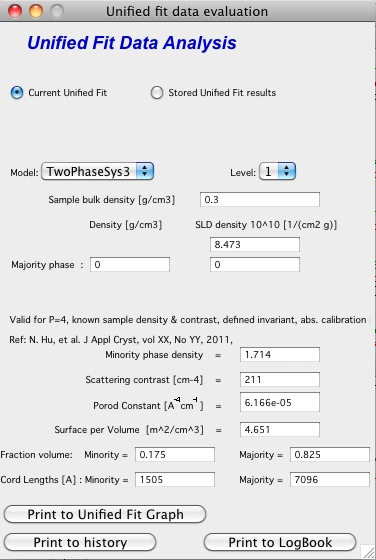 Unified fit data evaluation
Unified Fit Data Analysis
Current Unified Fit Stored Unified Fit results
Model: TwoPhaseSys3 Level: 1
Sample bulk density [g/cm3] 0.3
Density [g/cm3] SLD density 10^10 [1/(cm2 g)]
8.473
Majority phase : 0 0
Valid for P=4, known sample density & contrast, defined invariant, abs. calibration
Ref: N. Hu, et al. J Appl Cryst, vol XX, No YY, 2011,
Minority phase density = 1.714
Scattering contrast [cm-4] = 211
Porod Constant [A^-4 cm^-1] = 6.166e-05
Surface per Volume [m^2/cm^3] = 4.651
Fraction volume: Minority = 0.175 Majority = 0.825
Cord Lengths [A] : Minority = 1505 Majority = 7096
Print to Unified Fit Graph
Print to history Print to LogBook